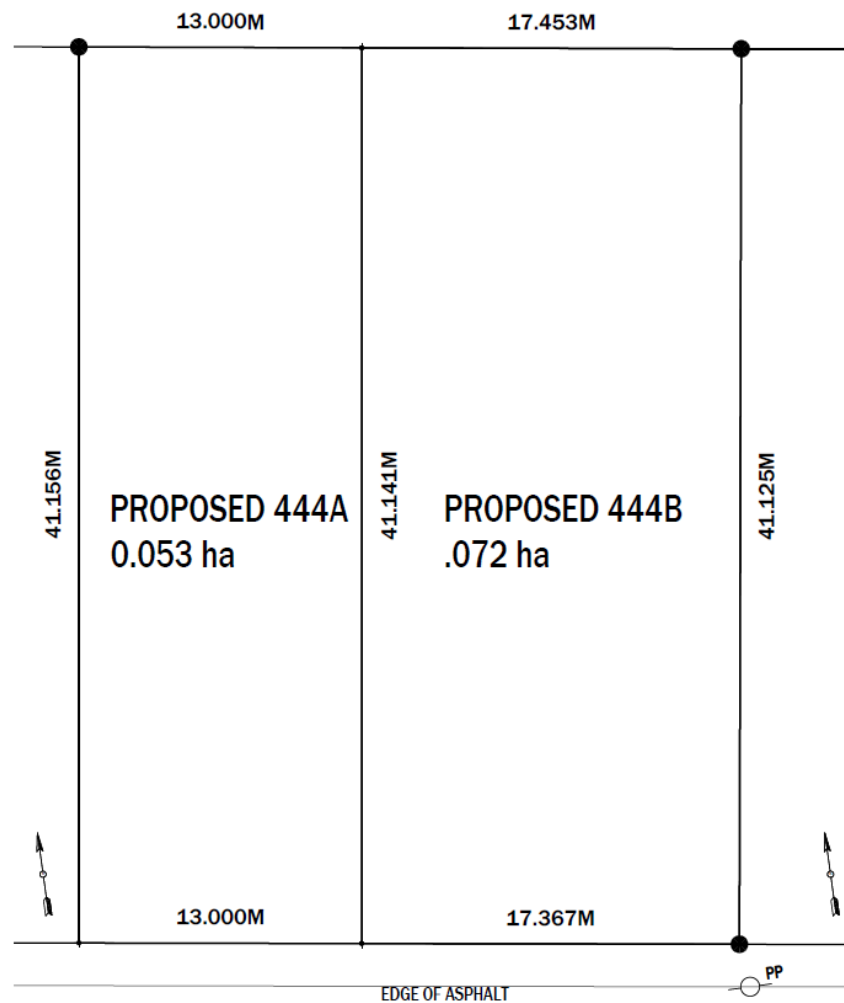 13.000M
17.453M
41.156M
PROPOSED 444A
0.053 ha
41.141M
PROPOSED 444B
.072 ha
41.125M
13.000M
17.367M
PP
EDGE OF ASPHALT